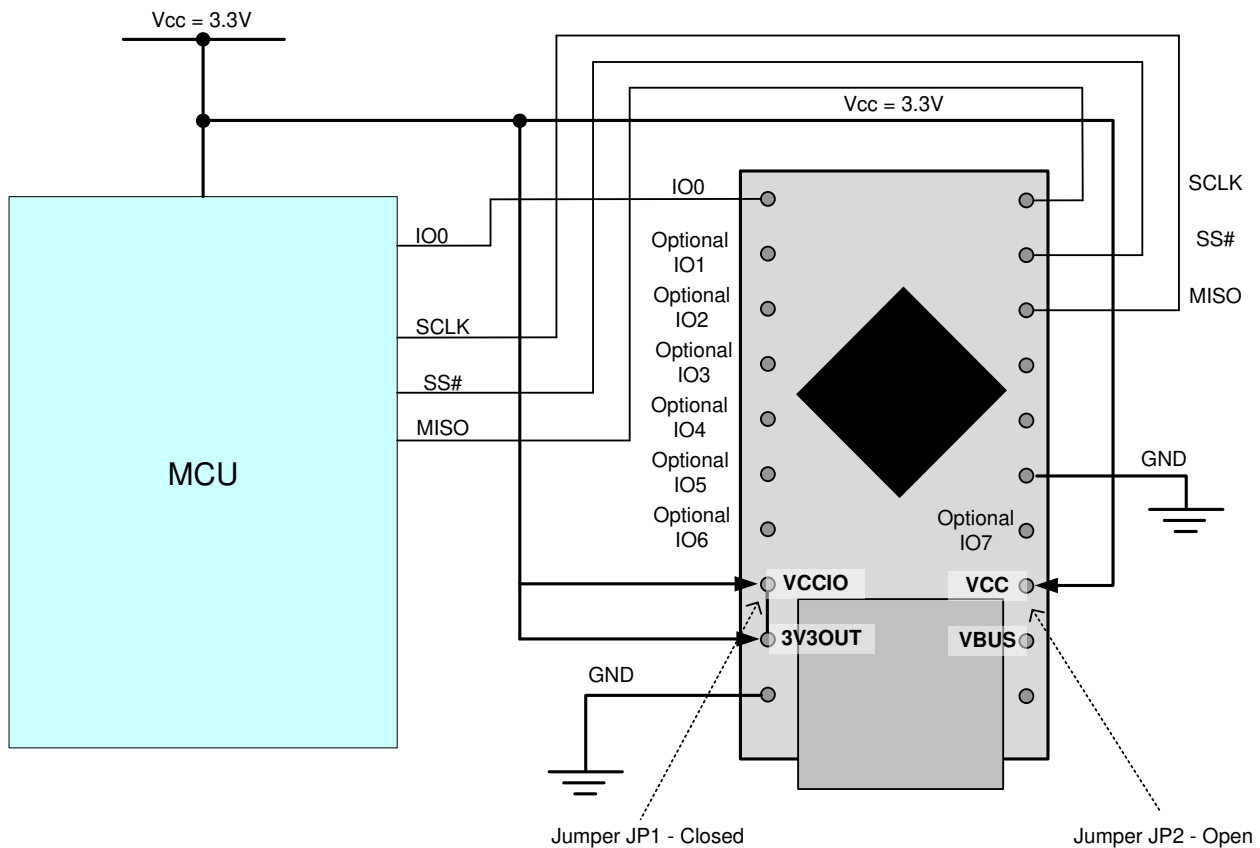 Vcc = 3.3V
Vcc = 3.3V
IO0
SCLK
IO0
Optional
IO1
SS#
Optional
IO2
MISO
SCLK
Optional
IO3
SS#
Optional
IO4
MISO
MCU
Optional
IO5
GND
Optional
IO6
Optional
IO7
VCCIO
VCC
3V3OUT
VBUS
GND
Jumper JP1 - Closed
Jumper JP2 - Open